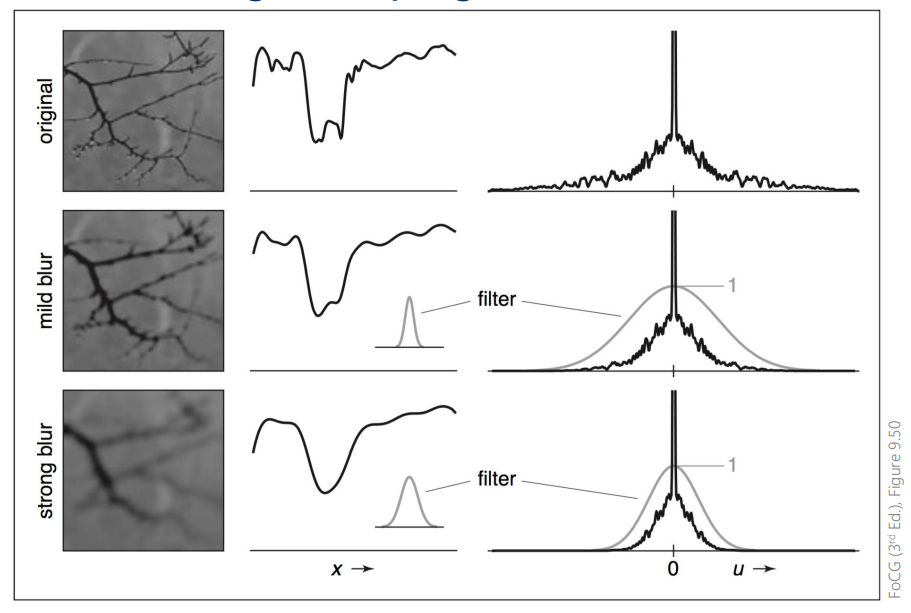 original
mild blur
filter
1
strong blur
filter
1
x →
0
u →
FoCG (3rd Ed.), Figure 9.50